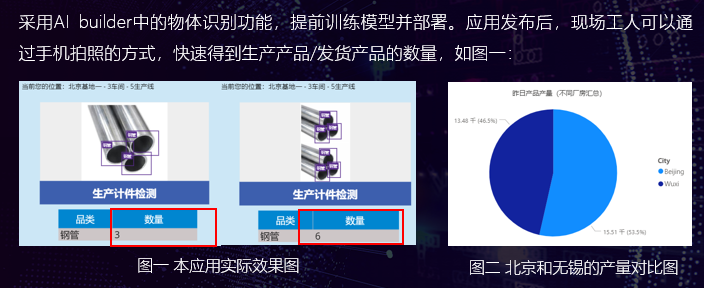 采用AI builder中的物体识别功能，提前训练模型并部署。应用发布后，现场工人可以通
过手机拍照的方式，快速得到生产产品/发货产品的数量，如图一：
当前您的位置：北京基地一 - 3车间 - 5生产线
钢管
钢管
钢管
生产计件检测
品类 数量
钢管 3
图一 本应用实际效果图
当前您的位置：北京基地一 - 3车间 - 5生产线
生产计件检测
品类 数量
钢管 6
昨日产品产量（不同厂房汇总）
13.48 千 (46.5%)
15.51 千 (53.5%)
City
Beijing
Wuxi
图二 北京和无锡的产量对比图